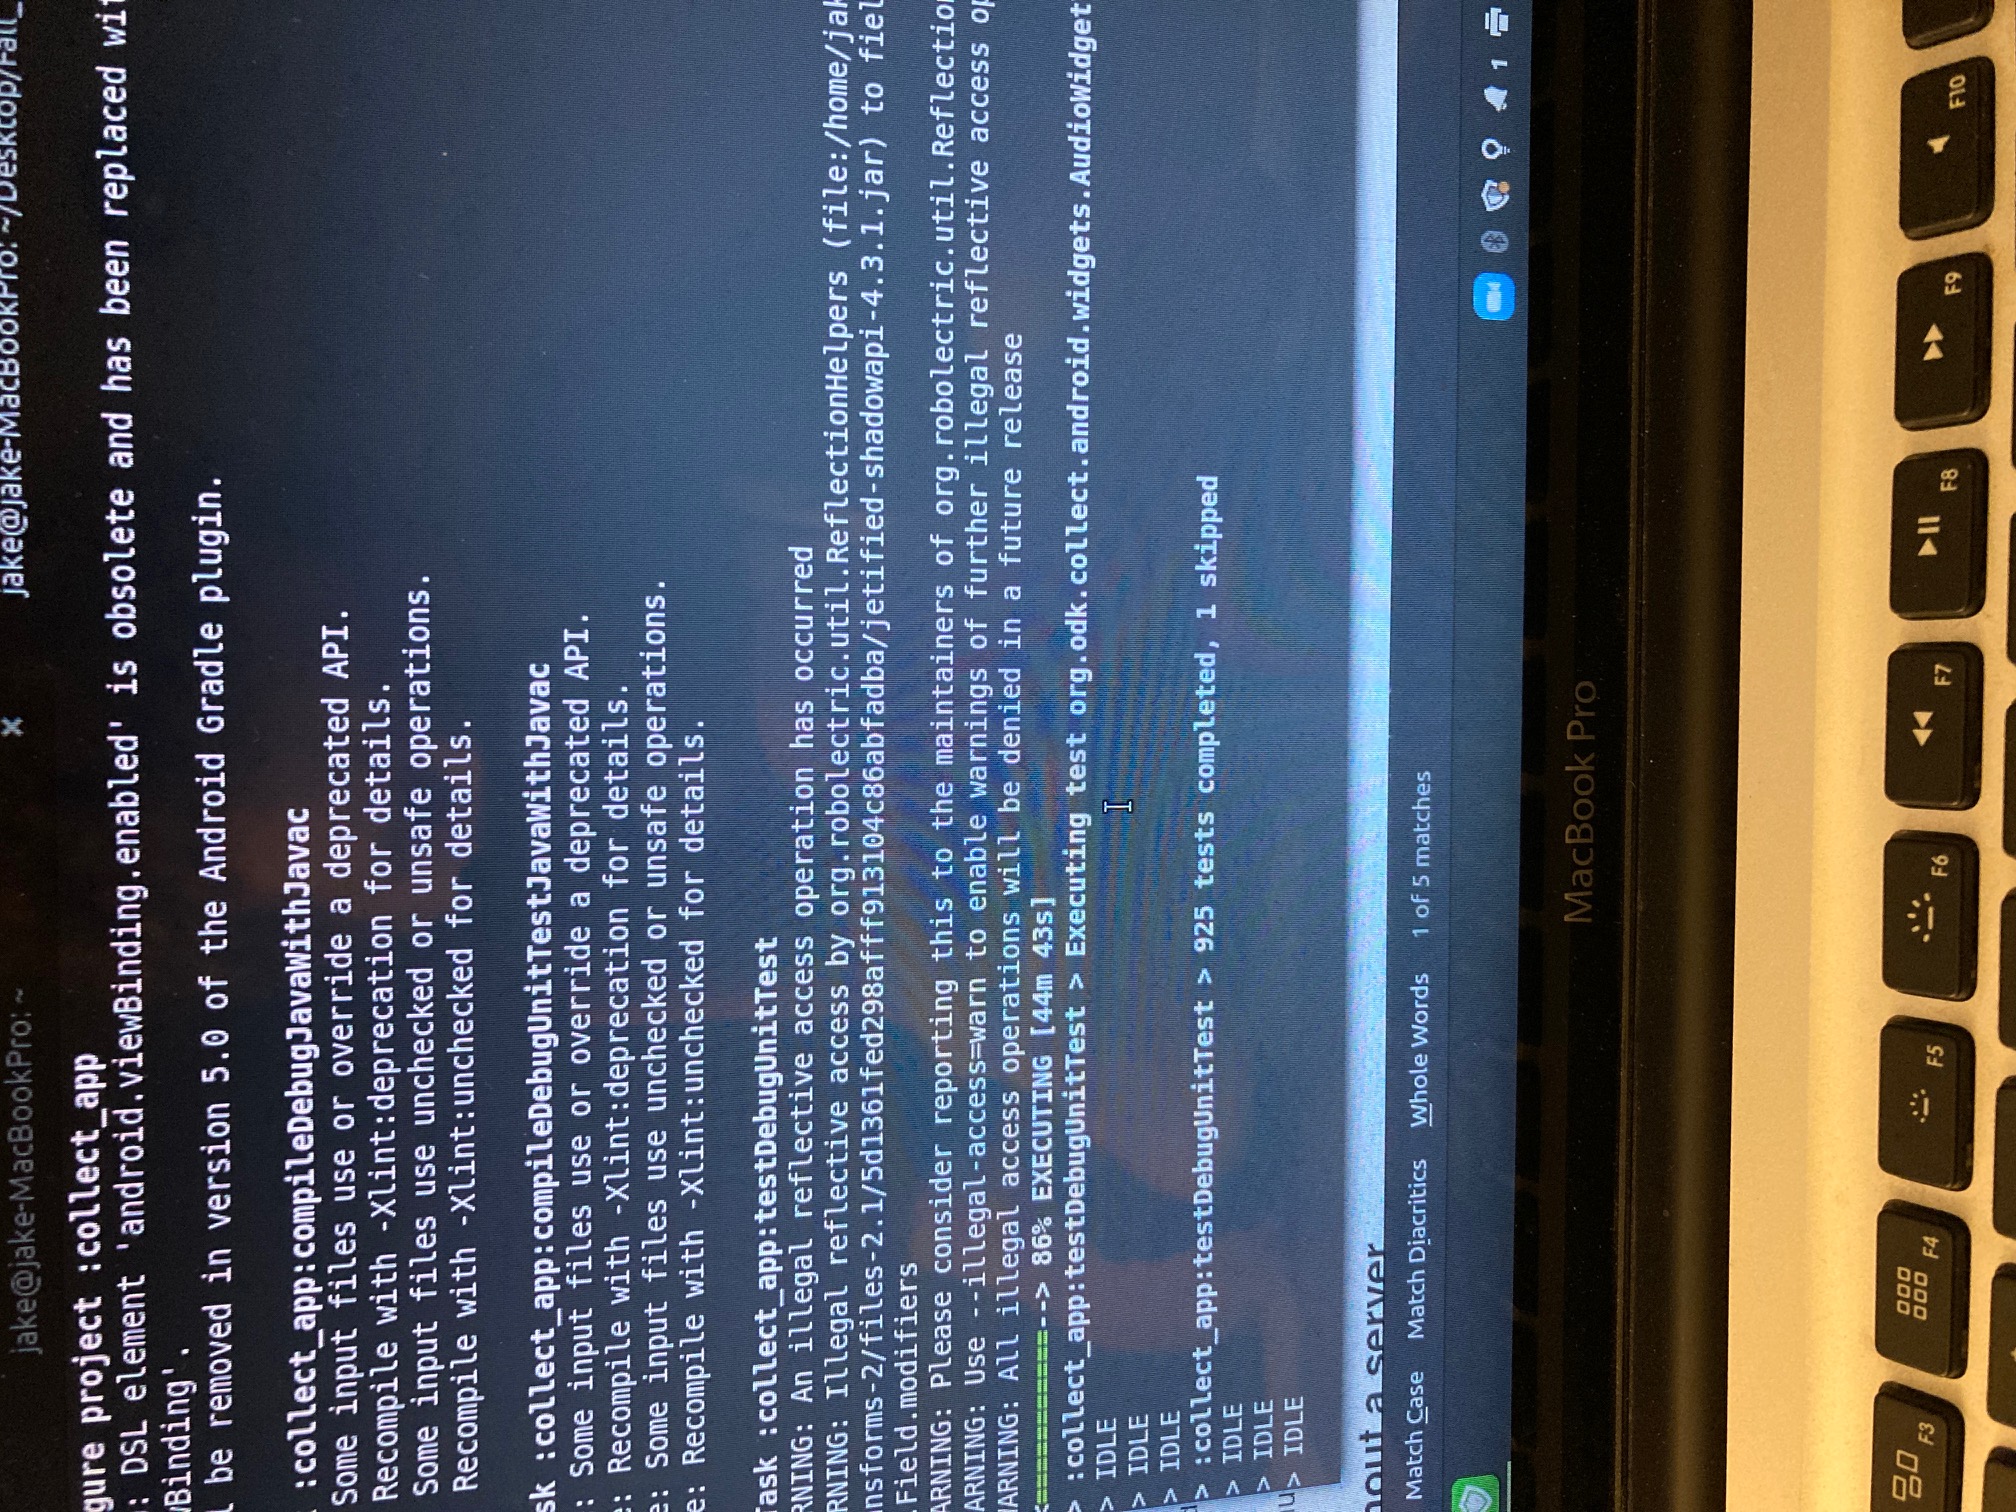 jake@jake-MacBookPro: ~ × jake@jake-MacBookPro: ~/Desktop/Fall_
gure project :collect_app
: DSL element 'android.viewBinding.enabled' is obsolete and has been replaced wit
wBinding'.
l be removed in version 5.0 of the Android Gradle plugin.
:collect_app:compileDebugJavaWithJavac
Some input files use or override a deprecated API.
Recompile with -Xlint:deprecation for details.
Some input files use unchecked or unsafe operations.
Recompile with -Xlint:unchecked for details.
sk :collect_app:compileDebugUnitTestJavaWithJavac
: Some input files use or override a deprecated API.
e: Recompile with -Xlint:deprecation for details.
e: Some input files use unchecked or unsafe operations.
e: Recompile with -Xlint:unchecked for details.
Task :collect_app:testDebugUnitTest
RNING: An illegal reflective access operation has occurred
RNING: Illegal reflective access by org.robolectric.util.ReflectionHelpers (file:/home/jak
nsforms-2/files-2.1/5d1361fed298afff913104c86abfadba/jetified-shadowapi-4.3.1.jar) to fiel
.Field.modifiers
ARNING: Please consider reporting this to the maintainers of org.robolectric.util.Reflectio
ARNING: Use --illegal-access=warn to enable warnings of further illegal reflective access op
WARNING: All illegal access operations will be denied in a future release
<===========--> 86% EXECUTING [44m 43s]
> :collect_app:testDebugUnitTest > Executing test org.odk.collect.android.widgets.AudioWidget
> IDLE
> IDLE
> IDLE
> :collect_app:testDebugUnitTest > 925 tests completed, 1 skipped
> IDLE
> IDLE
> IDLE
hout a server
Match Case Match Diacritics Whole Words 1 of 5 matches
1
MacBook Pro
F3 F4 F5 F6 F7 F8 F9 F10